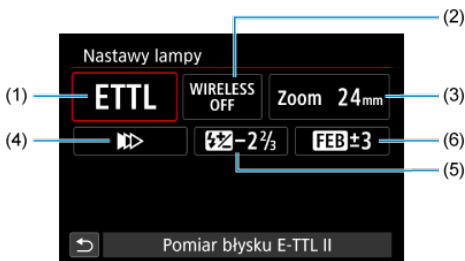 (2)
Nastawy lampy
(1) ETTL WIRELESS OFF Zoom 24mm (3)
(4) −2⅔ FEB±3 (6)
(5)
Pomiar błysku E-TTL II